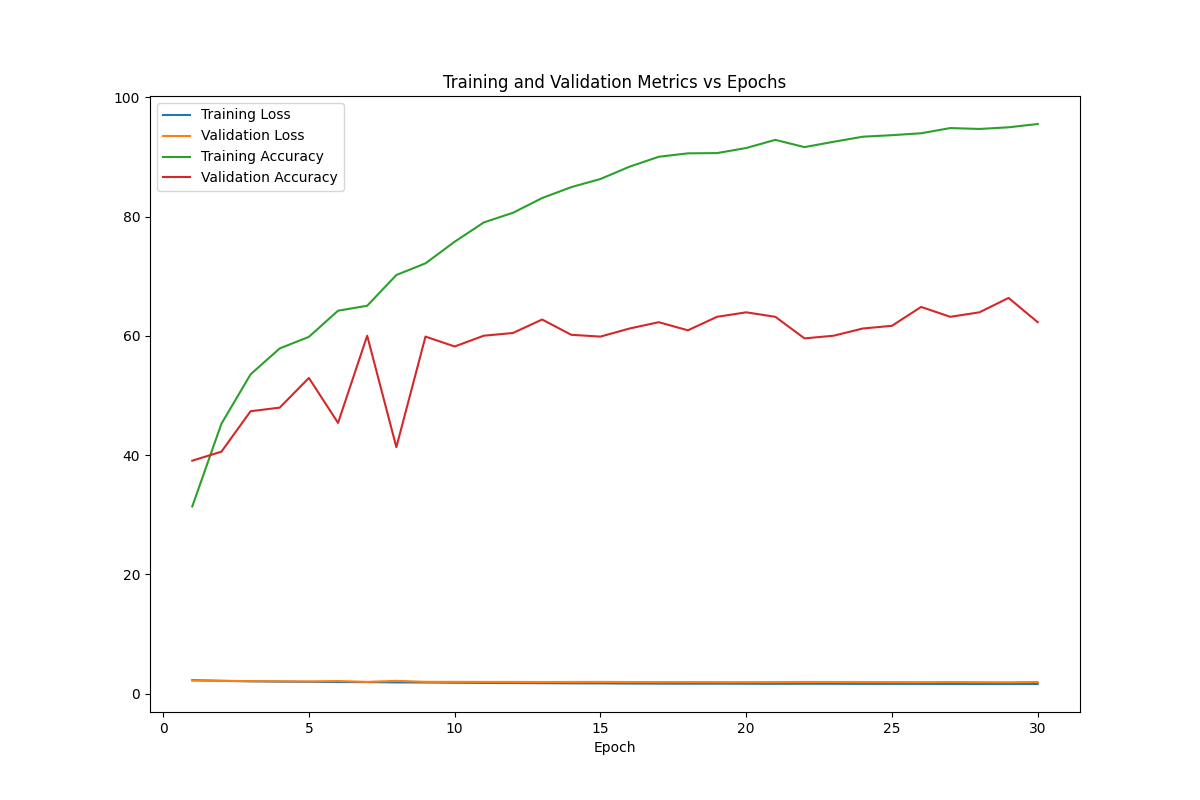 Training and Validation Metrics vs Epochs
Training Loss
Validation Loss
Training Accuracy
Validation Accuracy
100
80
60
40
20
0
0 5 10 15 20 25 30
Epoch